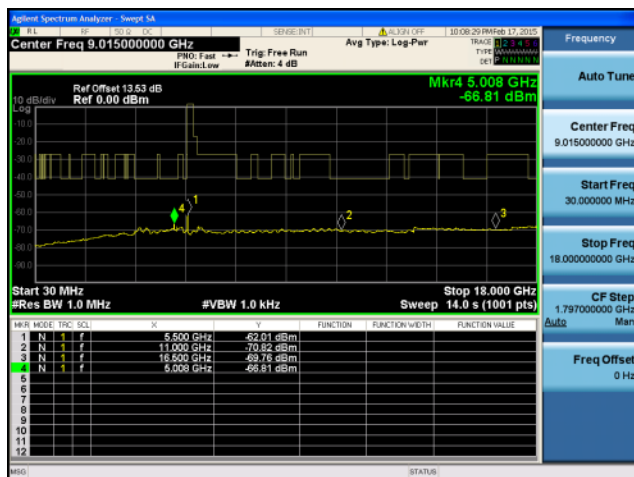 Agilent Spectrum Analyzer - Swept SA
RL RF 50 Ω DC SENSE:INT ALIGN OFF 10:08:29 PM Feb 17, 2015
Center Freq 9.015000000 GHz
PNO: Fast
IFGain:Low
Trig: Free Run
#Atten: 4 dB
Avg Type: Log-Pwr
TRACE 1 2 3 4 5 6
TYPE
DET P N N N N N
Mkr4 5.008 GHz
-66.81 dBm
Ref Offset 13.53 dB
10 dB/div Ref 0.00 dBm
Log
-10.0
-20.0
-30.0
-40.0
-50.0
-60.0
-70.0
-80.0
-90.0
4
1
2
3
Start 30 MHz Stop 18.000 GHz
#Res BW 1.0 MHz #VBW 1.0 kHz Sweep 14.0 s (1001 pts)
MKR MODE TRC SCL X Y FUNCTION FUNCTION WIDTH FUNCTION VALUE
1 N 1 f 5.500 GHz -62.01 dBm
2 N 1 f 11.000 GHz -70.82 dBm
3 N 1 f 16.500 GHz -69.76 dBm
4 N 1 f 5.008 GHz -66.81 dBm
5
6
7
8
9
10
11
12
MSG STATUS
Frequency
Auto Tune
Center Freq
9.015000000 GHz
Start Freq
30.000000 MHz
Stop Freq
18.000000000 GHz
CF Step
1.797000000 GHz
Auto Man
Freq Offset
0 Hz